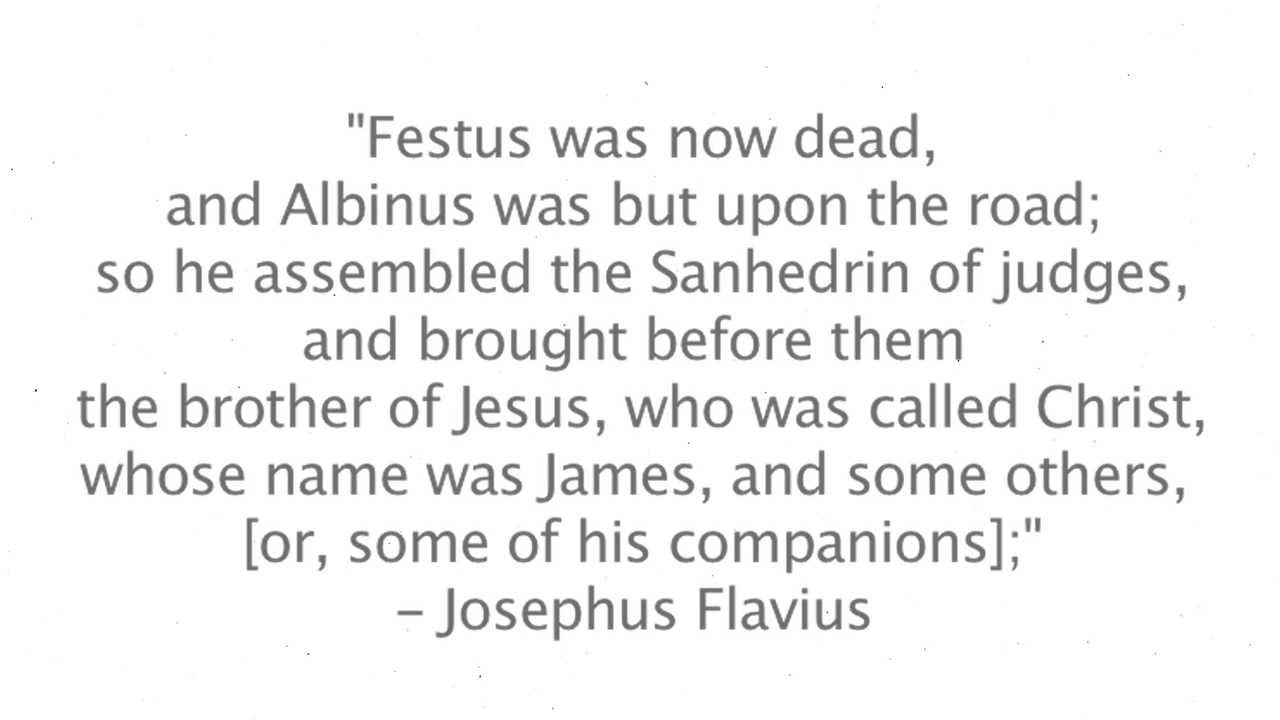 "Festus was now dead,
and Albinus was but upon the road;
so he assembled the Sanhedrin of judges,
and brought before them
the brother of Jesus, who was called Christ,
whose name was James, and some others,
[or, some of his companions];"
– Josephus Flavius